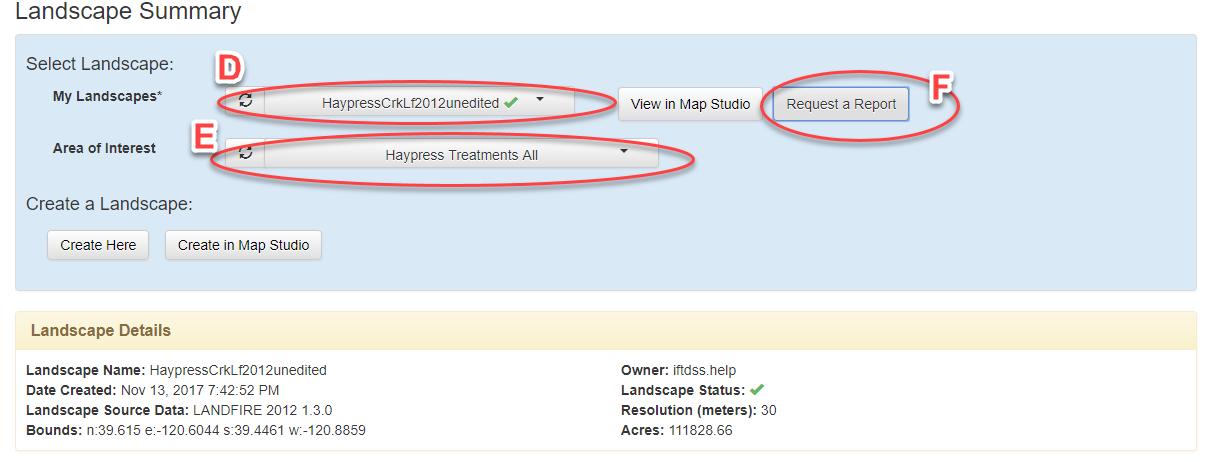 Landscape Summary
Select Landscape:
D
My Landscapes* HaypressCrkLf2012unedited View in Map Studio Request a Report F
E
Area of Interest Haypress Treatments All
Create a Landscape:
Create Here Create in Map Studio
Landscape Details
Landscape Name: HaypressCrkLf2012unedited Owner: iftdss.help
Date Created: Nov 13, 2017 7:42:52 PM Landscape Status:
Landscape Source Data: LANDFIRE 2012 1.3.0 Resolution (meters): 30
Bounds: n:39.615 e:-120.6044 s:39.4461 w:-120.8859 Acres: 111828.66